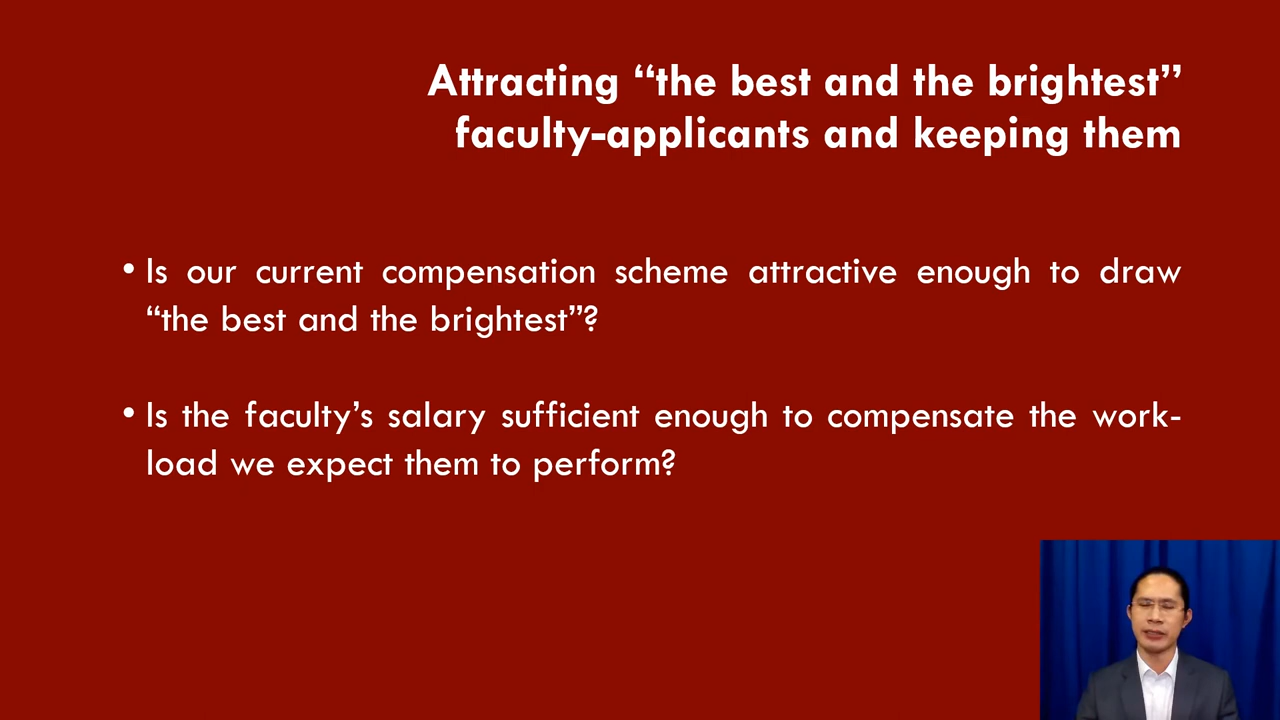 Attracting “the best and the brightest”
faculty-applicants and keeping them
• Is our current compensation scheme attractive enough to draw
“the best and the brightest”?
• Is the faculty’s salary sufficient enough to compensate the work-
load we expect them to perform?